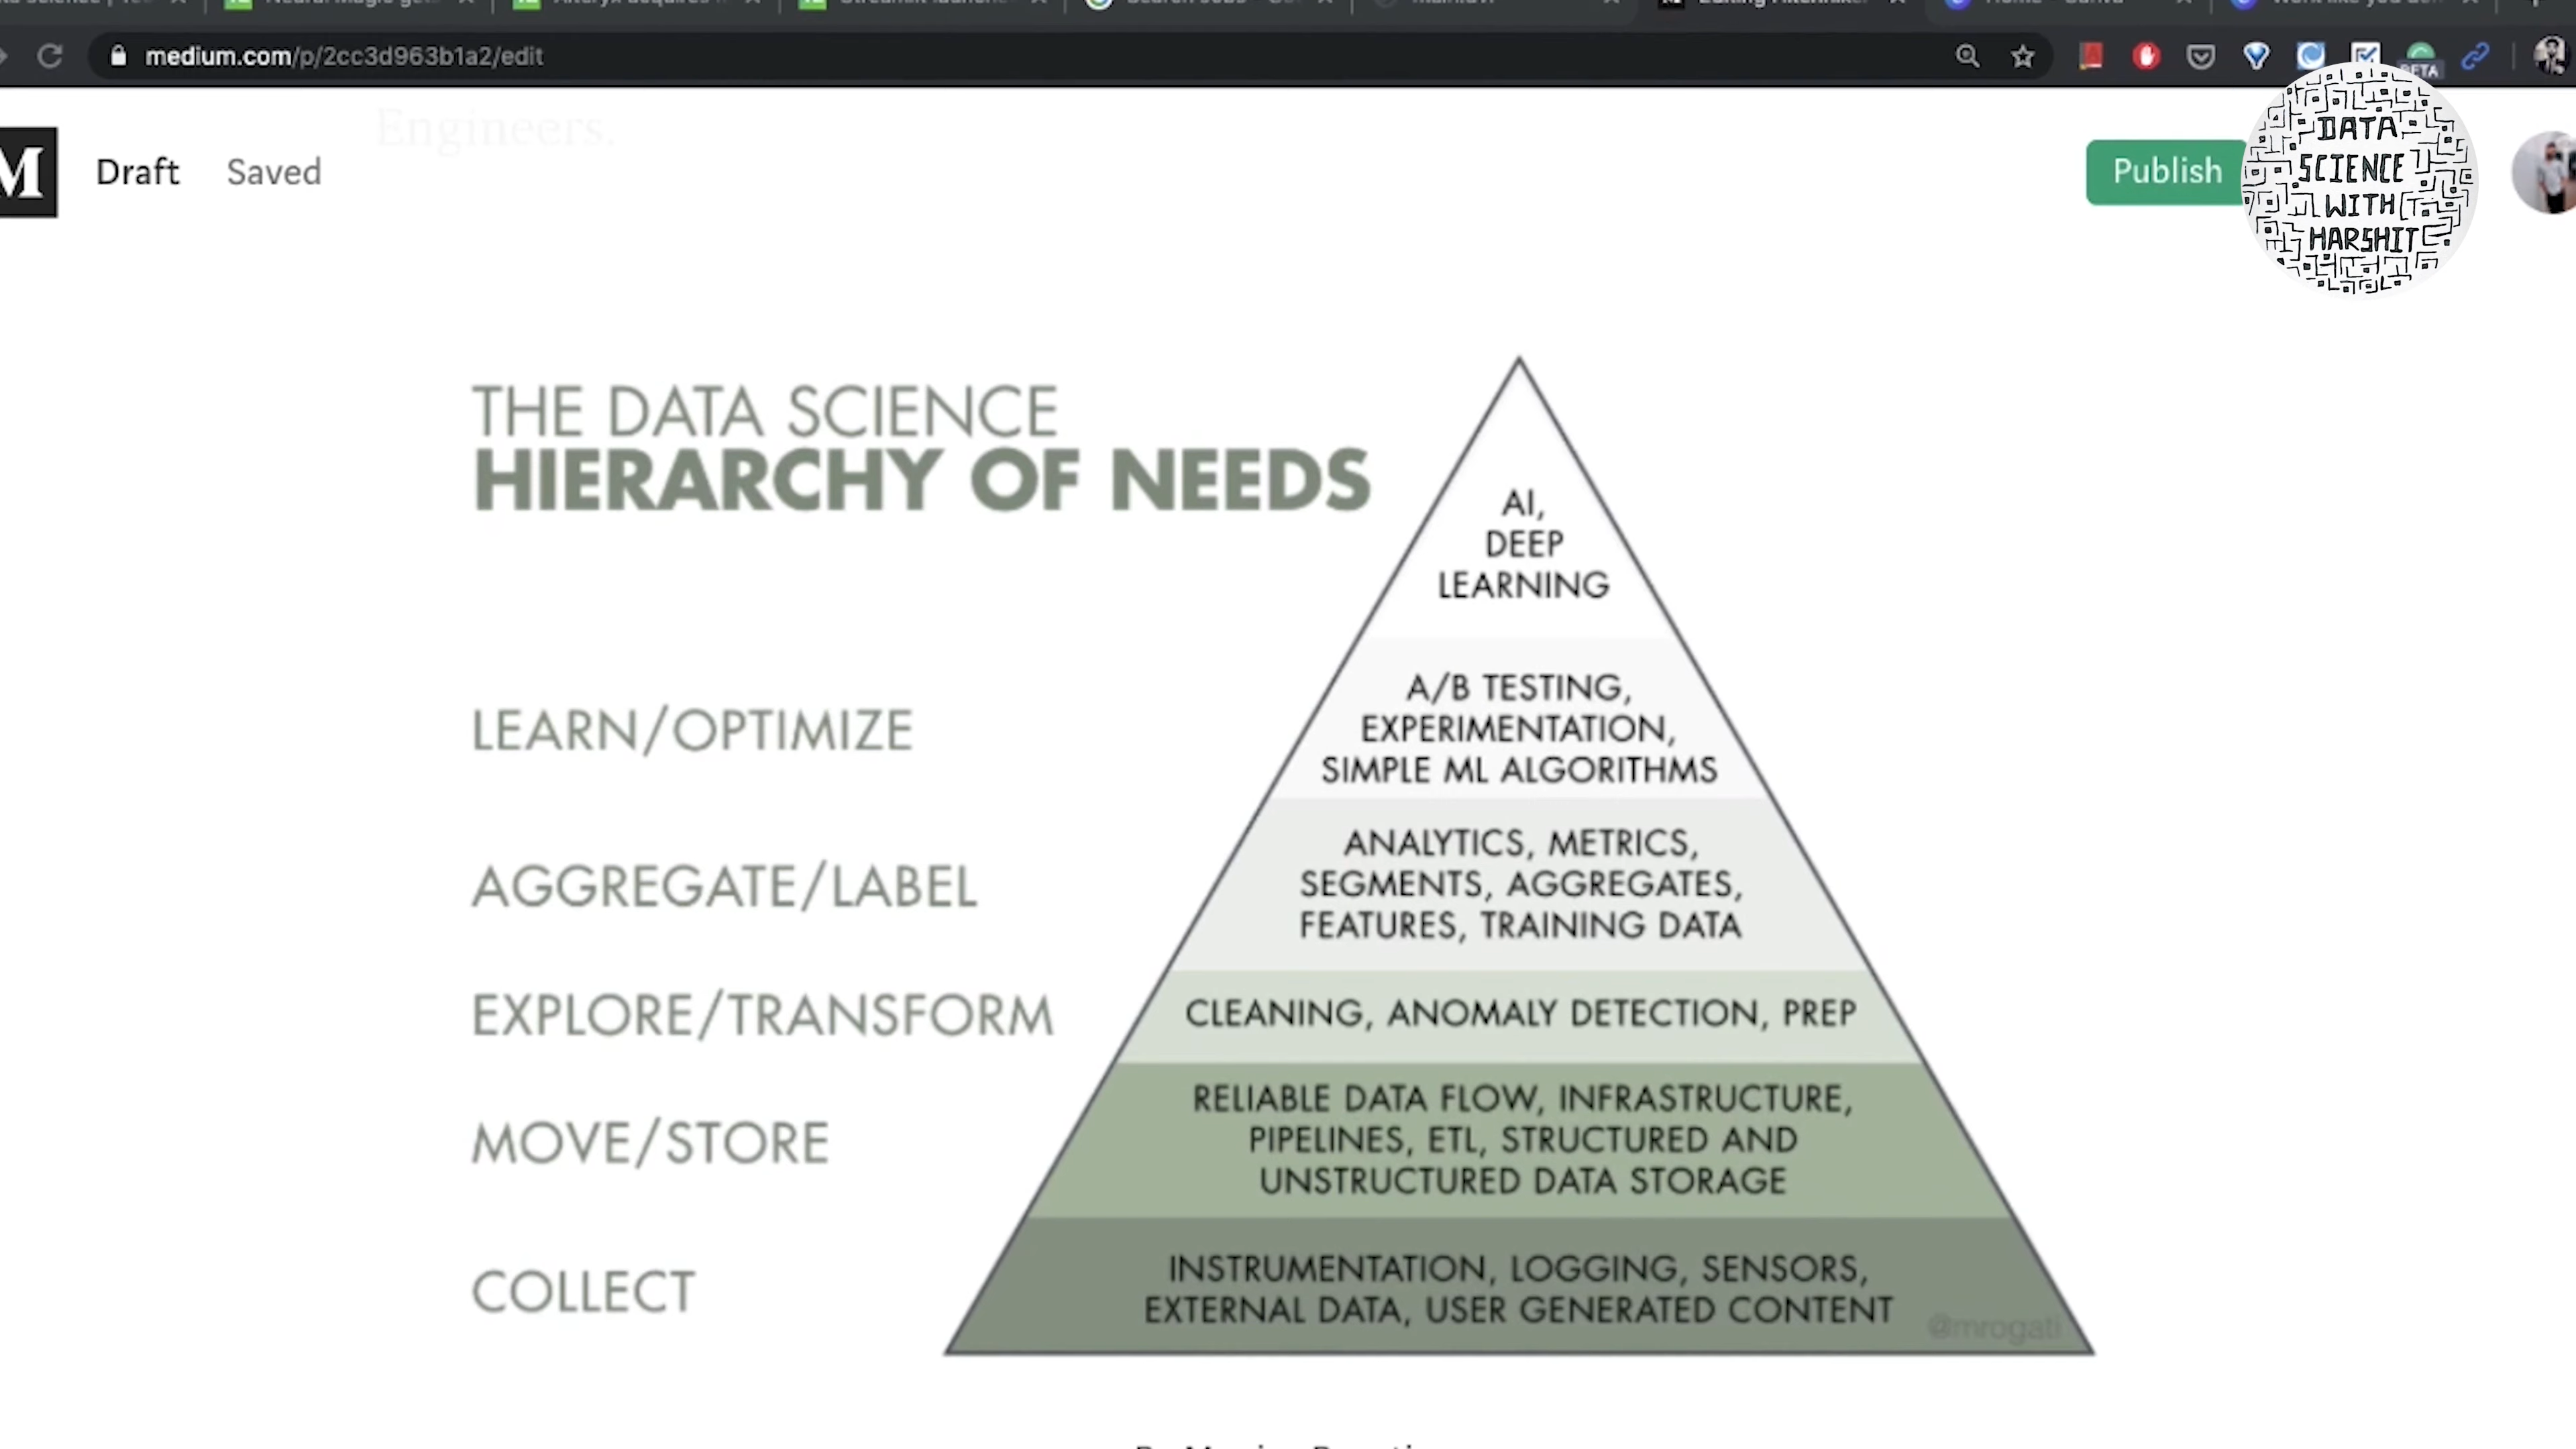 medium.com/p/2cc3d963b1a2/edit
BETA
Engineers.
M
Draft Saved
Publish
DATA
SCIENCE
WITH
HARSHIT
THE DATA SCIENCE
HIERARCHY OF NEEDS
AI,
DEEP
LEARNING
LEARN/OPTIMIZE
A/B TESTING,
EXPERIMENTATION,
SIMPLE ML ALGORITHMS
AGGREGATE/LABEL
ANALYTICS, METRICS,
SEGMENTS, AGGREGATES,
FEATURES, TRAINING DATA
EXPLORE/TRANSFORM
CLEANING, ANOMALY DETECTION, PREP
MOVE/STORE
RELIABLE DATA FLOW, INFRASTRUCTURE,
PIPELINES, ETL, STRUCTURED AND
UNSTRUCTURED DATA STORAGE
COLLECT
INSTRUMENTATION, LOGGING, SENSORS,
EXTERNAL DATA, USER GENERATED CONTENT
@mrogati